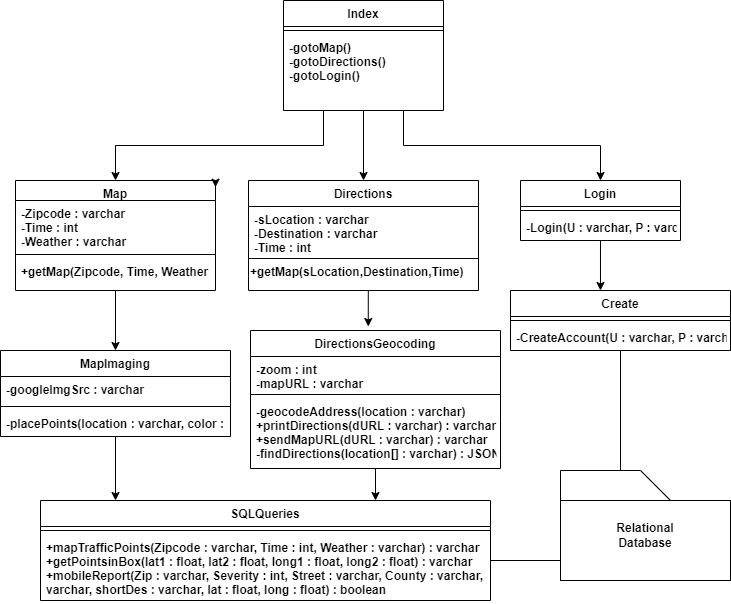 Index
-gotoMap()
-gotoDirections()
-gotoLogin()
Map
-Zipcode : varchar
-Time : int
-Weather : varchar
+getMap(Zipcode, Time, Weather
Directions
-sLocation : varchar
-Destination : varchar
-Time : int
+getMap(sLocation,Destination,Time)
Login
-Login(U : varchar, P : varc
Create
-CreateAccount(U : varchar, P : varch
MapImaging
-googleImgSrc : varchar
-placePoints(location : varchar, color :
DirectionsGeocoding
-zoom : int
-mapURL : varchar
-geocodeAddress(location : varchar)
+printDirections(dURL : varchar) : varchar
+sendMapURL(dURL : varchar) : varchar
-findDirections(location[] : varchar) : JSON
SQLQueries
+mapTrafficPoints(Zipcode : varchar, Time : int, Weather : varchar) : varchar
+getPointsinBox(lat1 : float, lat2 : float, long1 : float, long2 : float) : varchar
+mobileReport(Zip : varchar, Severity : int, Street : varchar, County : varchar,
varchar, shortDes : varchar, lat : float, long : float) : boolean
Relational
Database